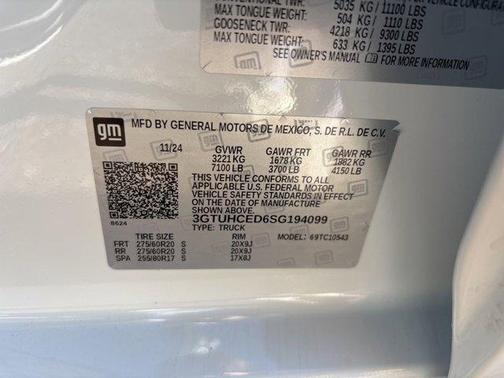 CONVENTIONAL TWR: 5035 KG / 11100 LBS
MAX TONGUE WEIGHT: 504 KG / 1110 LBS
GOOSENECK TWR: 4218 KG / 9300 LBS
MAX TONGUE WEIGHT: 633 KG / 1395 LBS
SEE OWNER'S MANUAL FOR MORE INFORMATION
gm
MFD BY GENERAL MOTORS DE MEXICO, S. DE R.L. DE C.V.
11/24 GVWR GAWR FRT GAWR RR
3221 KG 1678 KG 1882 KG
7100 LB 3700 LB 4150 LB
THIS VEHICLE CONFORMS TO ALL
APPLICABLE U.S. FEDERAL MOTOR
VEHICLE SAFETY STANDARDS IN EFFECT ON
THE DATE OF MANUFACTURE SHOWN ABOVE.
3GTUHCED6SG194099
8624
TYPE: TRUCK MODEL: 69TC10543
TIRE SIZE RIM
FRT 275/60R20 S 20X9J
RR 275/60R20 S 20X9J
SPA 255/80R17 S 17X8J